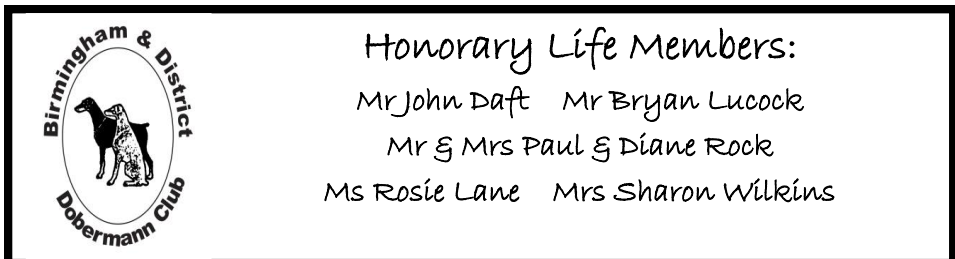 Birmingham & District
Dobermann Club
Honorary Life Members:
Mr John Daft Mr Bryan Lucock
Mr & Mrs Paul & Diane Rock
Ms Rosie Lane Mrs Sharon Wilkins